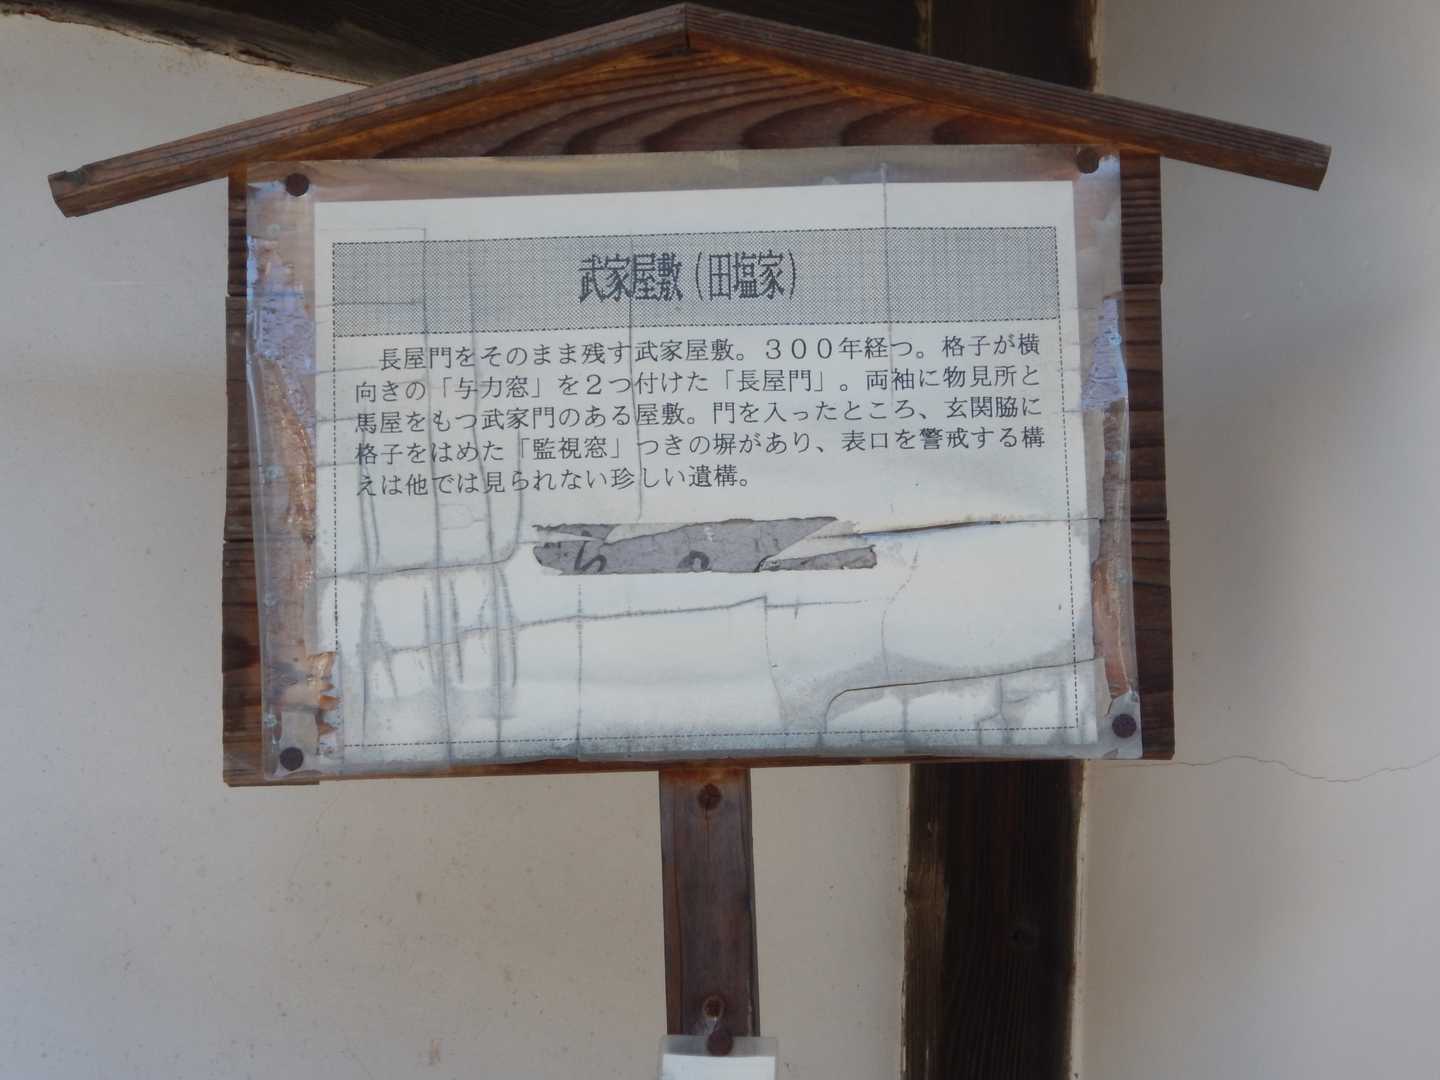 武家屋敷（田塩家）
長屋門をそのまま残す武家屋敷。３００年経つ。格子が横
向きの「与力窓」を２つ付けた「長屋門」。両袖に物見所と
馬屋をもつ武家門のある屋敷。門を入ったところ、玄関脇に
格子をはめた「監視窓」つきの塀があり、表口を警戒する構
えは他では見られない珍しい遺構。